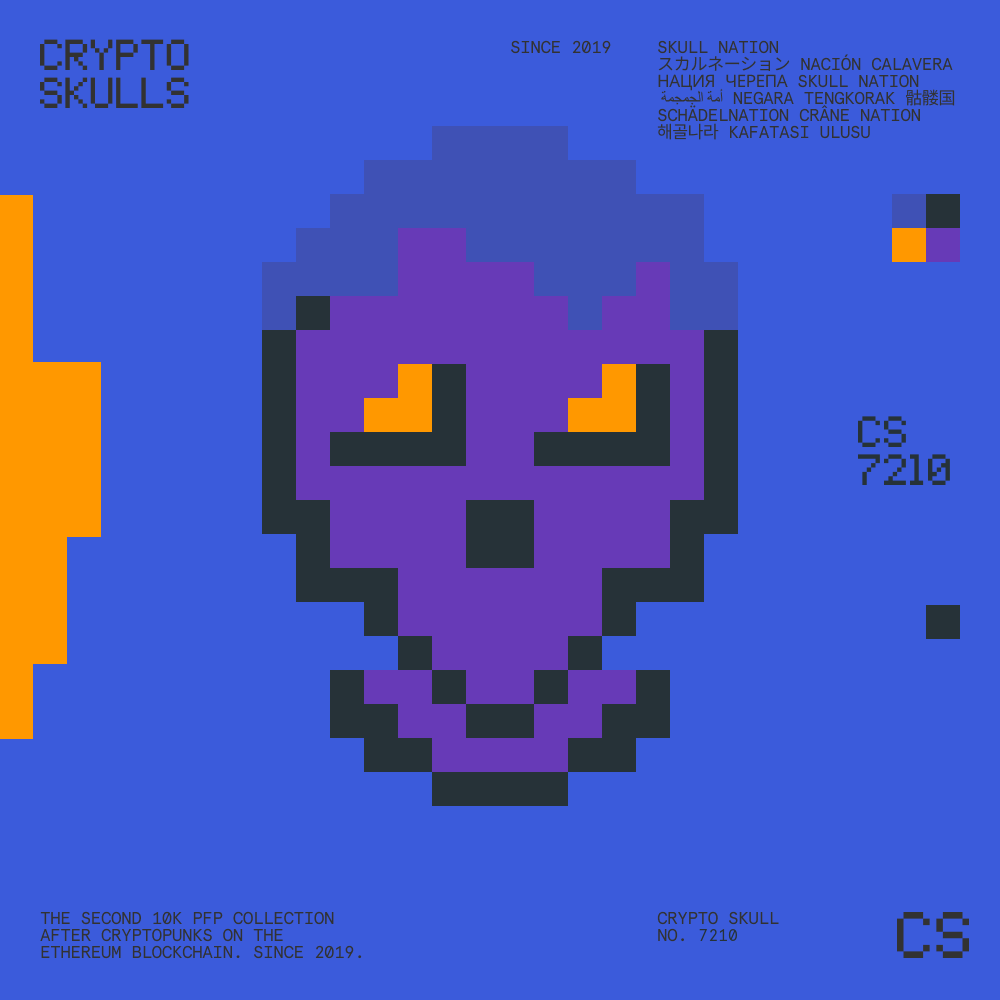 CRYPTO
SKULLS
SINCE 2019
SKULL NATION
スカルネーション NACIÓN CALAVERA
НАЦИЯ ЧЕРЕПА SKULL NATION
أمة الجمجمة NEGARA TENGKORAK 骷髅国
SCHÄDELNATION CRÂNE NATION
해골나라 KAFATASI ULUSU
CS
7210
THE SECOND 10K PFP COLLECTION
AFTER CRYPTOPUNKS ON THE
ETHEREUM BLOCKCHAIN. SINCE 2019.
CRYPTO SKULL
NO. 7210
CS